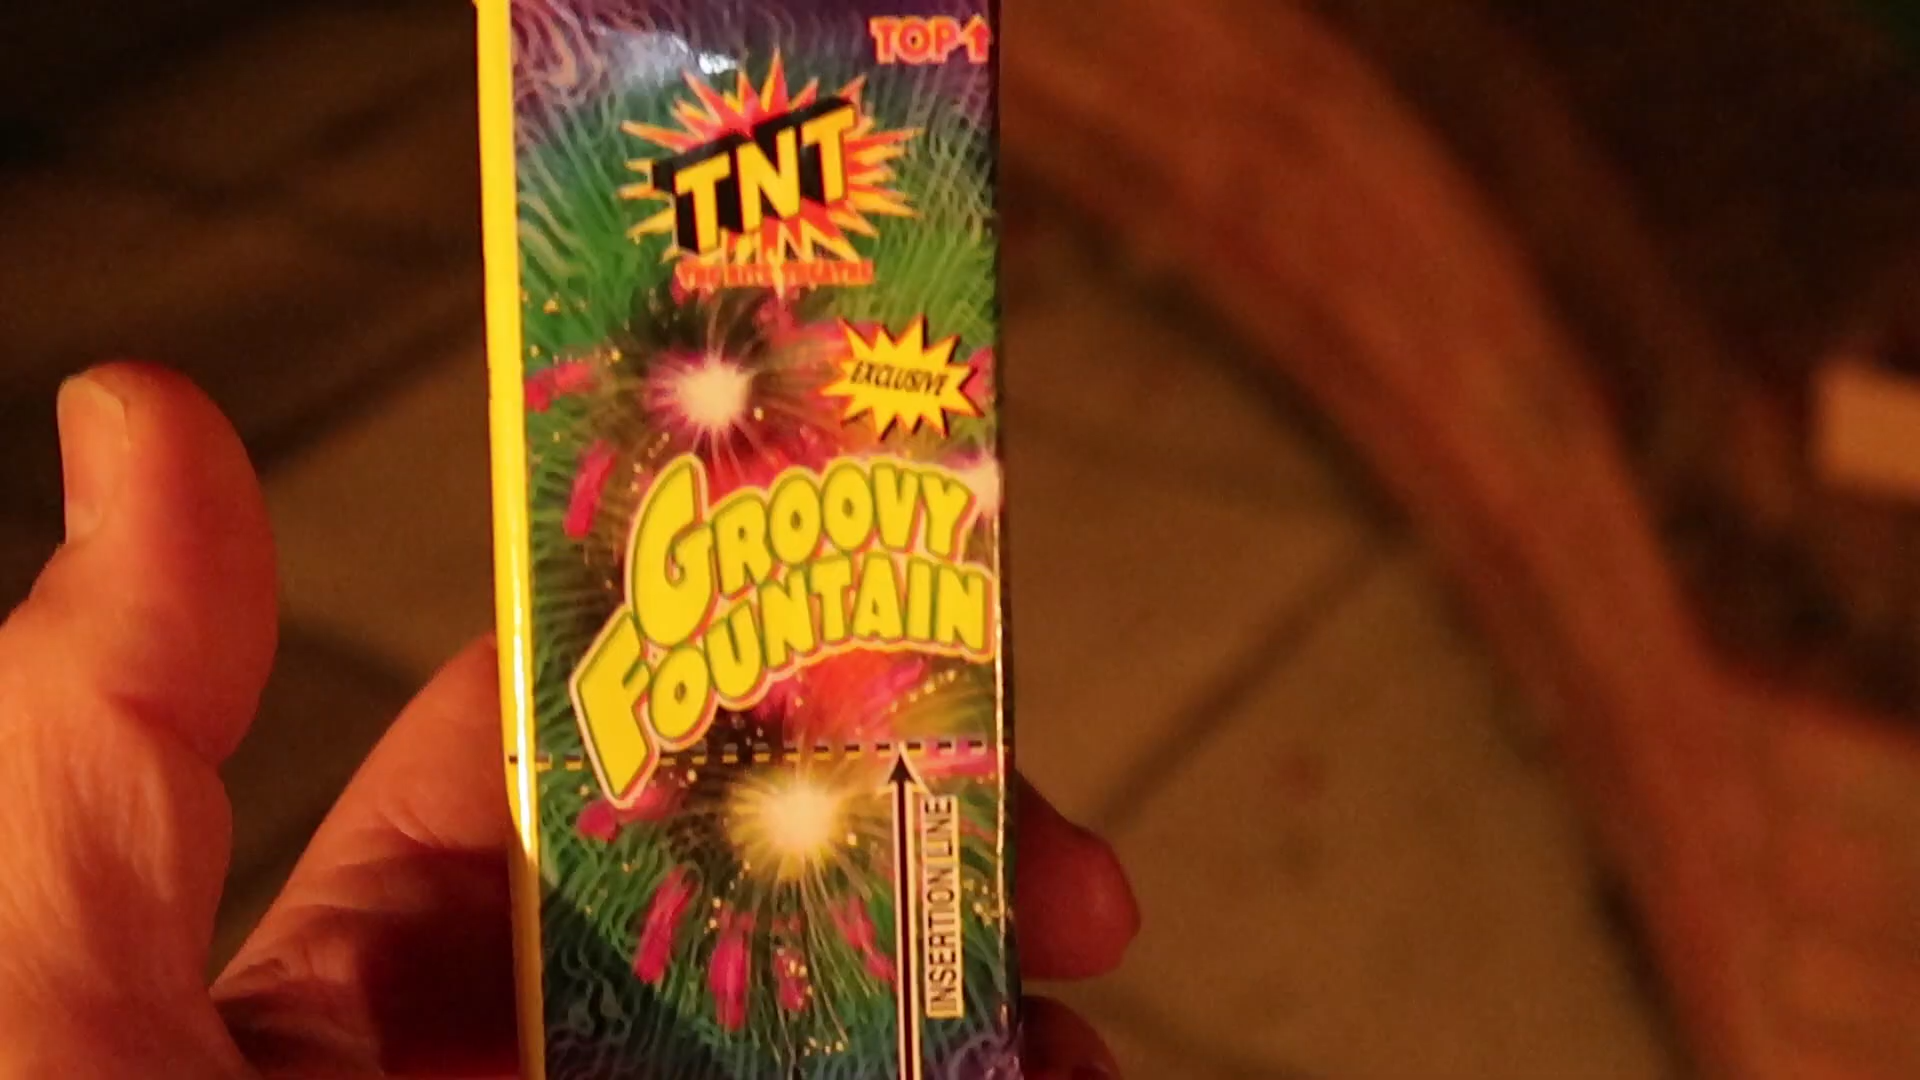 TOP
TNT
EXCLUSIVE
GROOVY
FOUNTAIN
INSERTION LINE